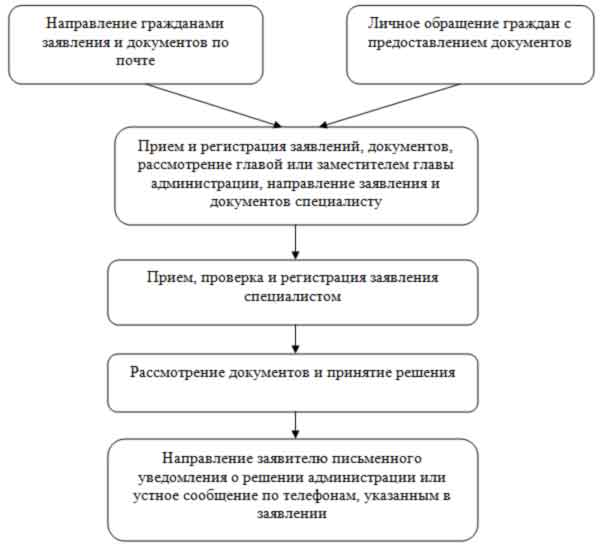 Направление гражданами
заявления и документов по
почте
Личное обращение граждан с
предоставлением документов
Прием и регистрация заявлений, документов,
рассмотрение главой или заместителем главы
администрации, направление заявления и
документов специалисту
Прием, проверка и регистрация заявления
специалистом
Рассмотрение документов и принятие решения
Направление заявителю письменного
уведомления о решении администрации или
устное сообщение по телефонам, указанным в
заявлении